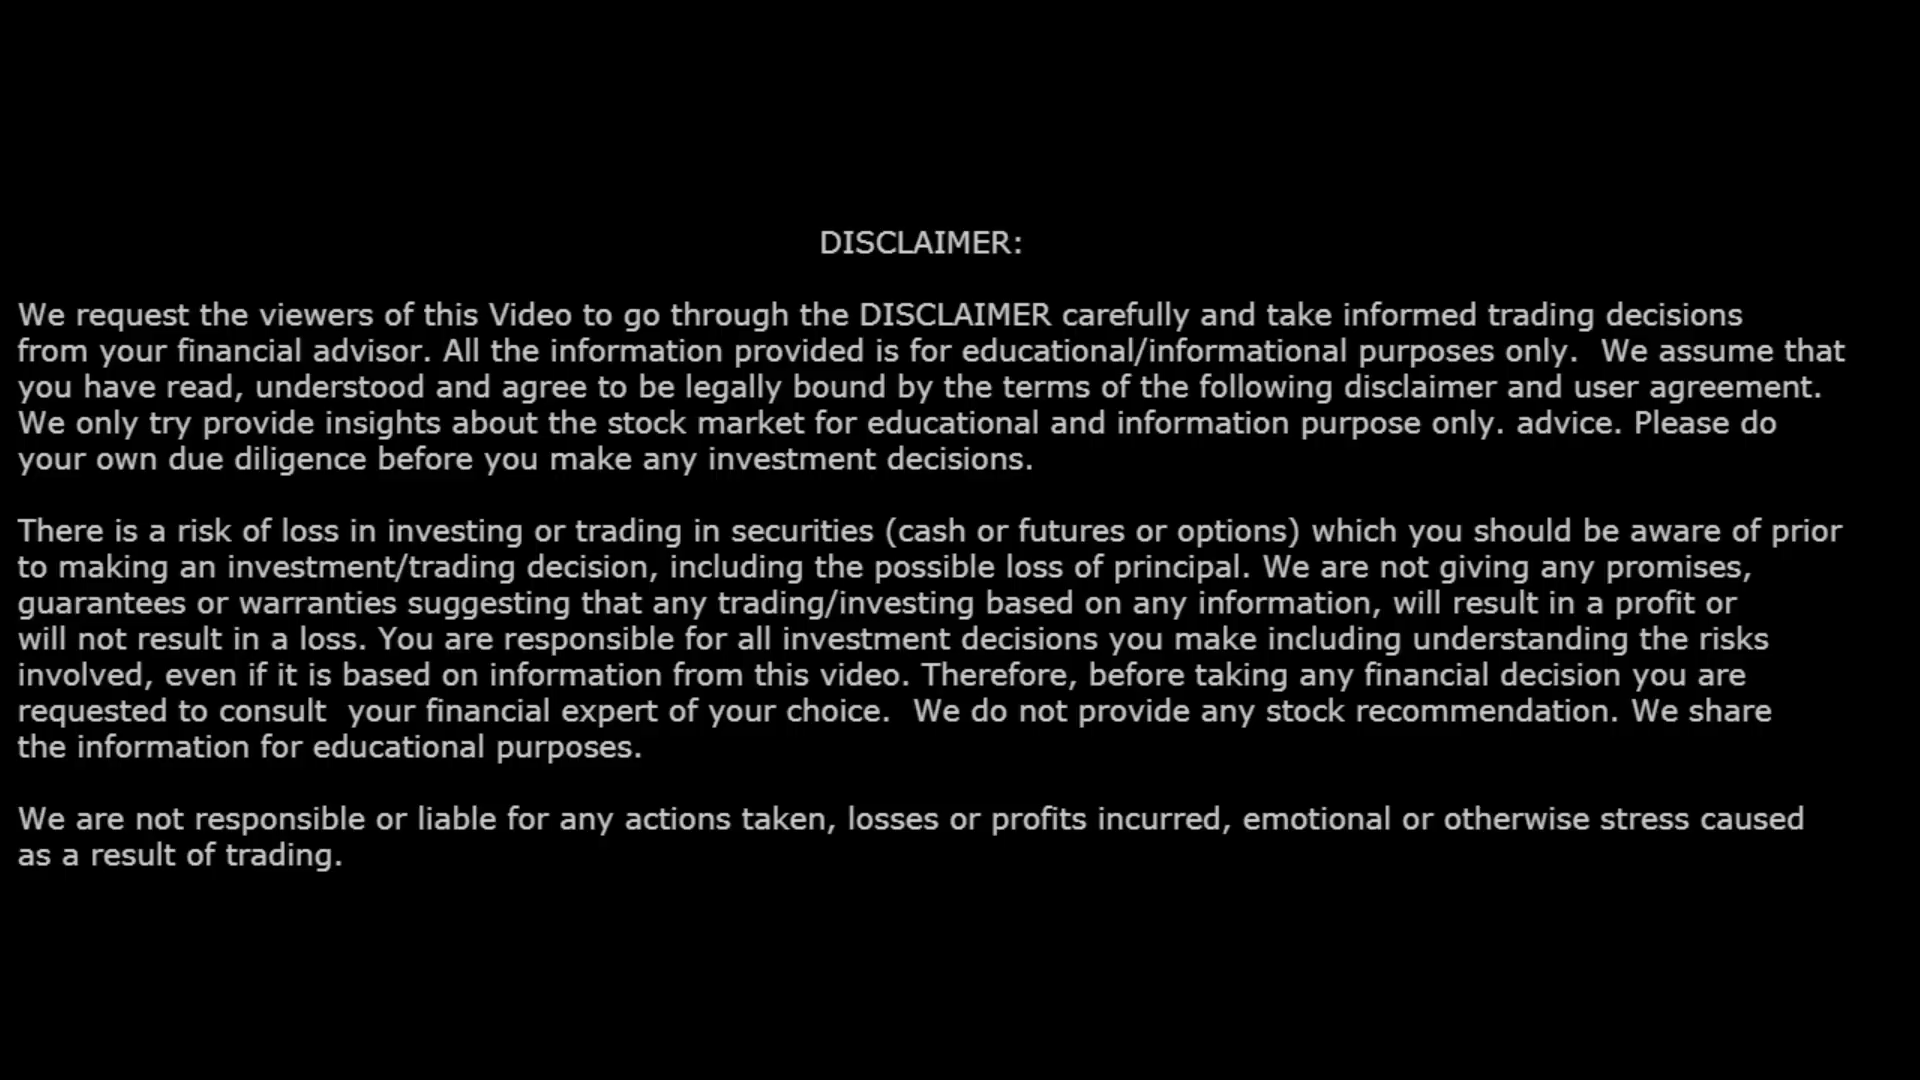 DISCLAIMER:
We request the viewers of this Video to go through the DISCLAIMER carefully and take informed trading decisions
from your financial advisor. All the information provided is for educational/informational purposes only.  We assume that
you have read, understood and agree to be legally bound by the terms of the following disclaimer and user agreement.
We only try provide insights about the stock market for educational and information purpose only. advice. Please do
your own due diligence before you make any investment decisions.
There is a risk of loss in investing or trading in securities (cash or futures or options) which you should be aware of prior
to making an investment/trading decision, including the possible loss of principal. We are not giving any promises,
guarantees or warranties suggesting that any trading/investing based on any information, will result in a profit or
will not result in a loss. You are responsible for all investment decisions you make including understanding the risks
involved, even if it is based on information from this video. Therefore, before taking any financial decision you are
requested to consult  your financial expert of your choice.  We do not provide any stock recommendation. We share
the information for educational purposes.
We are not responsible or liable for any actions taken, losses or profits incurred, emotional or otherwise stress caused
as a result of trading.